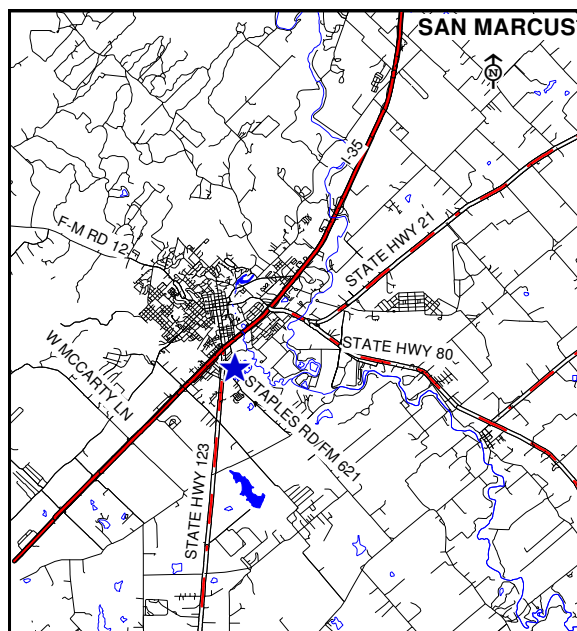 SAN MARCUS
N
I-35
STATE HWY 21
F-M RD 12
STATE HWY 80
W MCCARTY LN
STAPLES RD/FM 621
STATE HWY 123